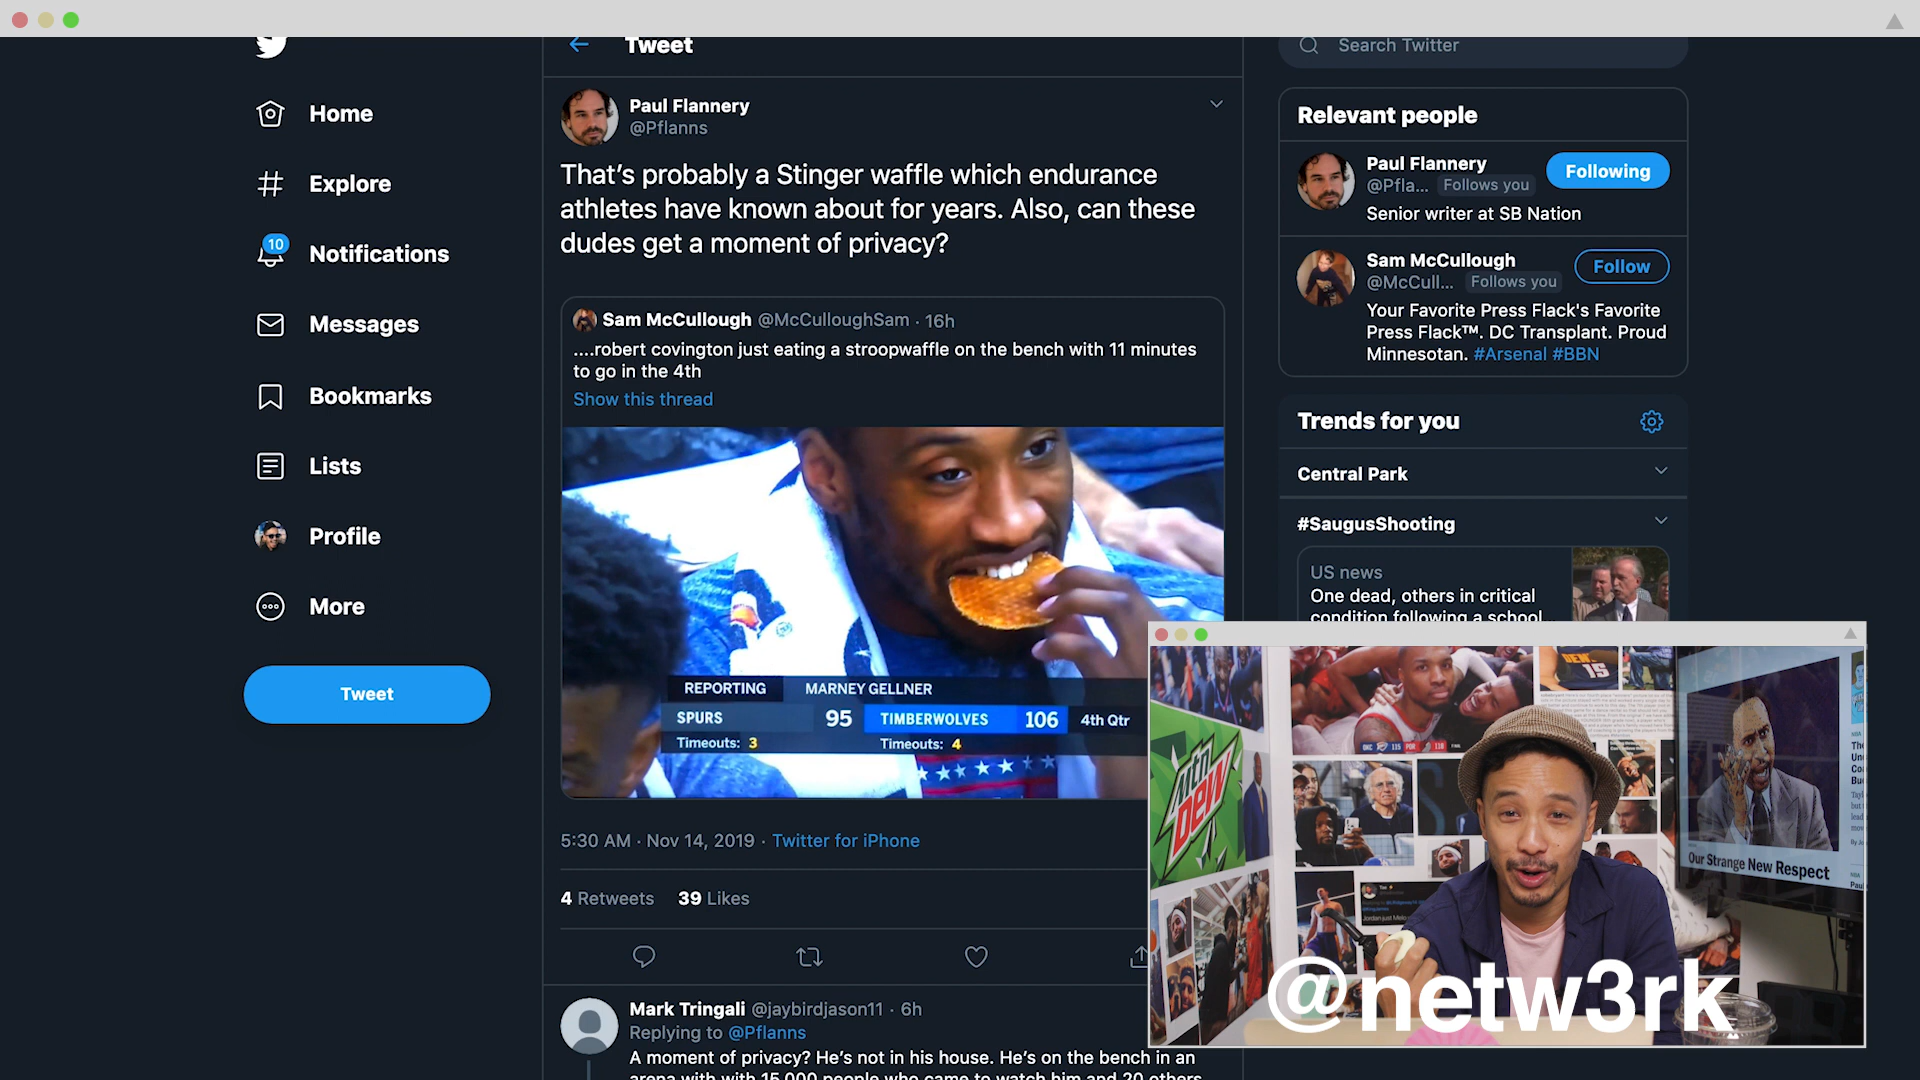 Tweet
Search Twitter
Home
Explore
10
Notifications
Messages
Bookmarks
Lists
Profile
More
Tweet
Paul Flannery
@Pflanns
That's probably a Stinger waffle which endurance
athletes have known about for years. Also, can these
dudes get a moment of privacy?
Sam McCullough @McCulloughSam · 16h
....robert covington just eating a stroopwaffle on the bench with 11 minutes
to go in the 4th
Show this thread
REPORTING MARNEY GELLNER
SPURS 95 TIMBERWOLVES 106 4th Qtr
Timeouts: 3 Timeouts: 4
5:30 AM · Nov 14, 2019 · Twitter for iPhone
4 Retweets 39 Likes
Mark Tringali @jaybirdjason11 · 6h
Replying to @Pflanns
A moment of privacy? He's not in his house. He's on the bench in an
arena with with 15,000 people who came to watch him and 20 others
Relevant people
Paul Flannery
Following
@Pfla... Follows you
Senior writer at SB Nation
Sam McCullough
Follow
@McCull... Follows you
Your Favorite Press Flack's Favorite
Press Flack™. DC Transplant. Proud
Minnesotan. #Arsenal #BBN
Trends for you
Central Park
#SaugusShooting
US news
One dead, others in critical
condition following a school...
mtn
DEW
DEN
15
OKC 115 POR 118
Our Strange New Respect
@netw3rk